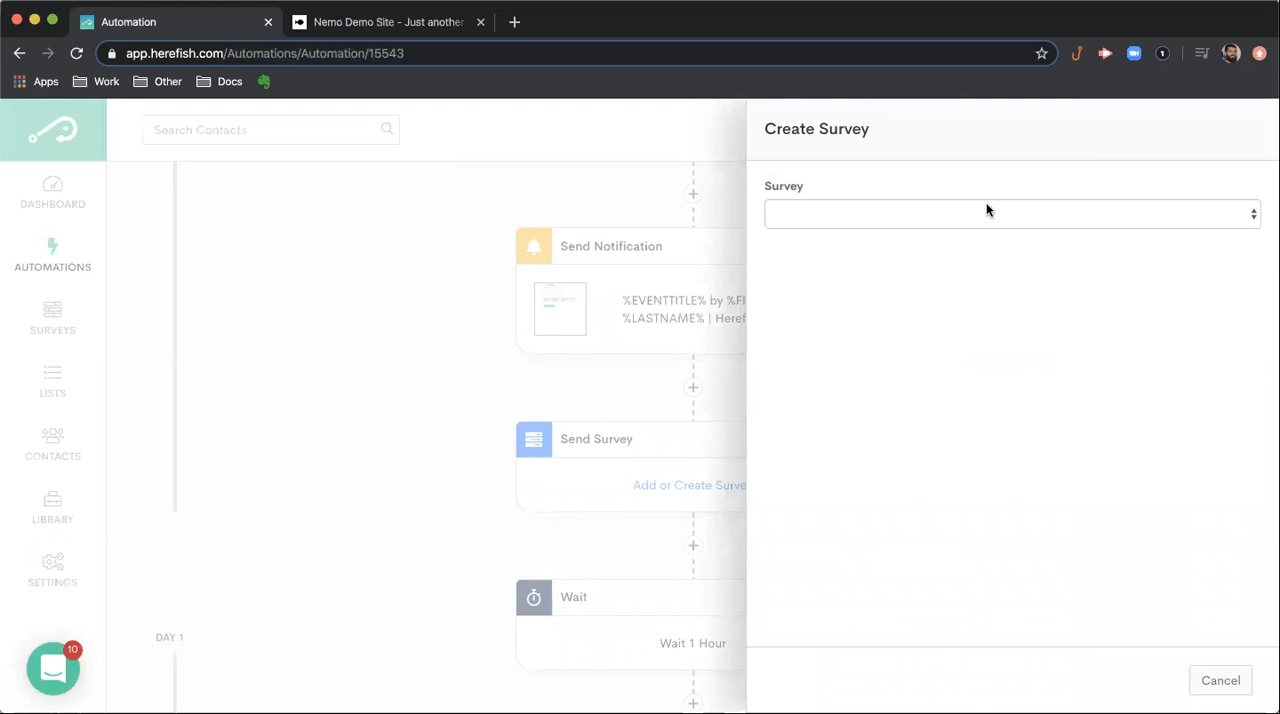 Automation
Nemo Demo Site - Just another
app.herefish.com/Automations/Automation/15543
Apps
Work
Other
Docs
Search Contacts
DASHBOARD
AUTOMATIONS
SURVEYS
LISTS
CONTACTS
LIBRARY
SETTINGS
10
DAY 1
Send Notification
%EVENTTITLE% by %FI
%LASTNAME% | Heref
Send Survey
Add or Create Surve
Wait
Wait 1 Hour
Create Survey
Survey
Cancel